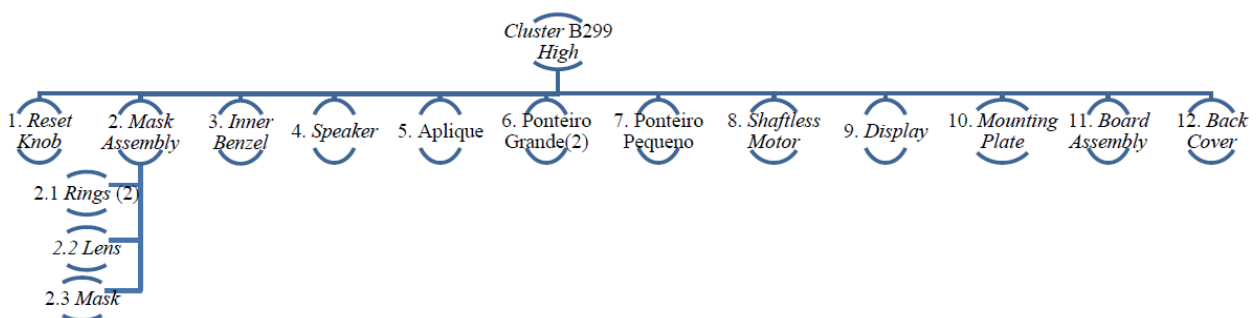 Cluster B299
High
1. Reset
Knob
2. Mask
Assembly
3. Inner
Benzel
4. Speaker
5. Aplique
6. Ponteiro
Grande(2)
7. Ponteiro
Pequeno
8. Shaftless
Motor
9. Display
10. Mounting
Plate
11. Board
Assembly
12. Back
Cover
2.1 Rings (2)
2.2 Lens
2.3 Mask